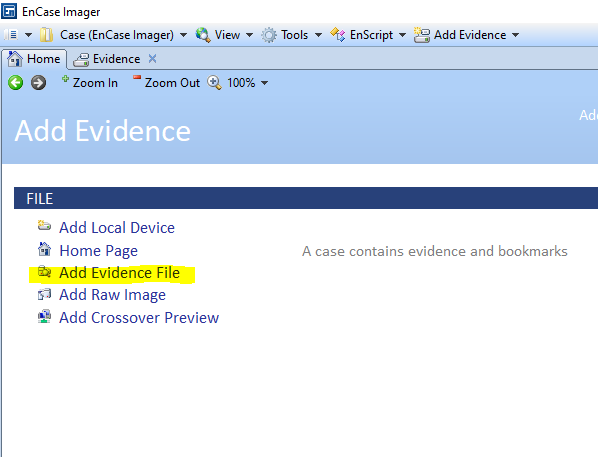 EnCase Imager
Case (EnCase Imager) View Tools EnScript Add Evidence
Home Evidence
Zoom In Zoom Out 100%
Add Evidence
Add
FILE
Add Local Device
Home Page
A case contains evidence and bookmarks
Add Evidence File
Add Raw Image
Add Crossover Preview